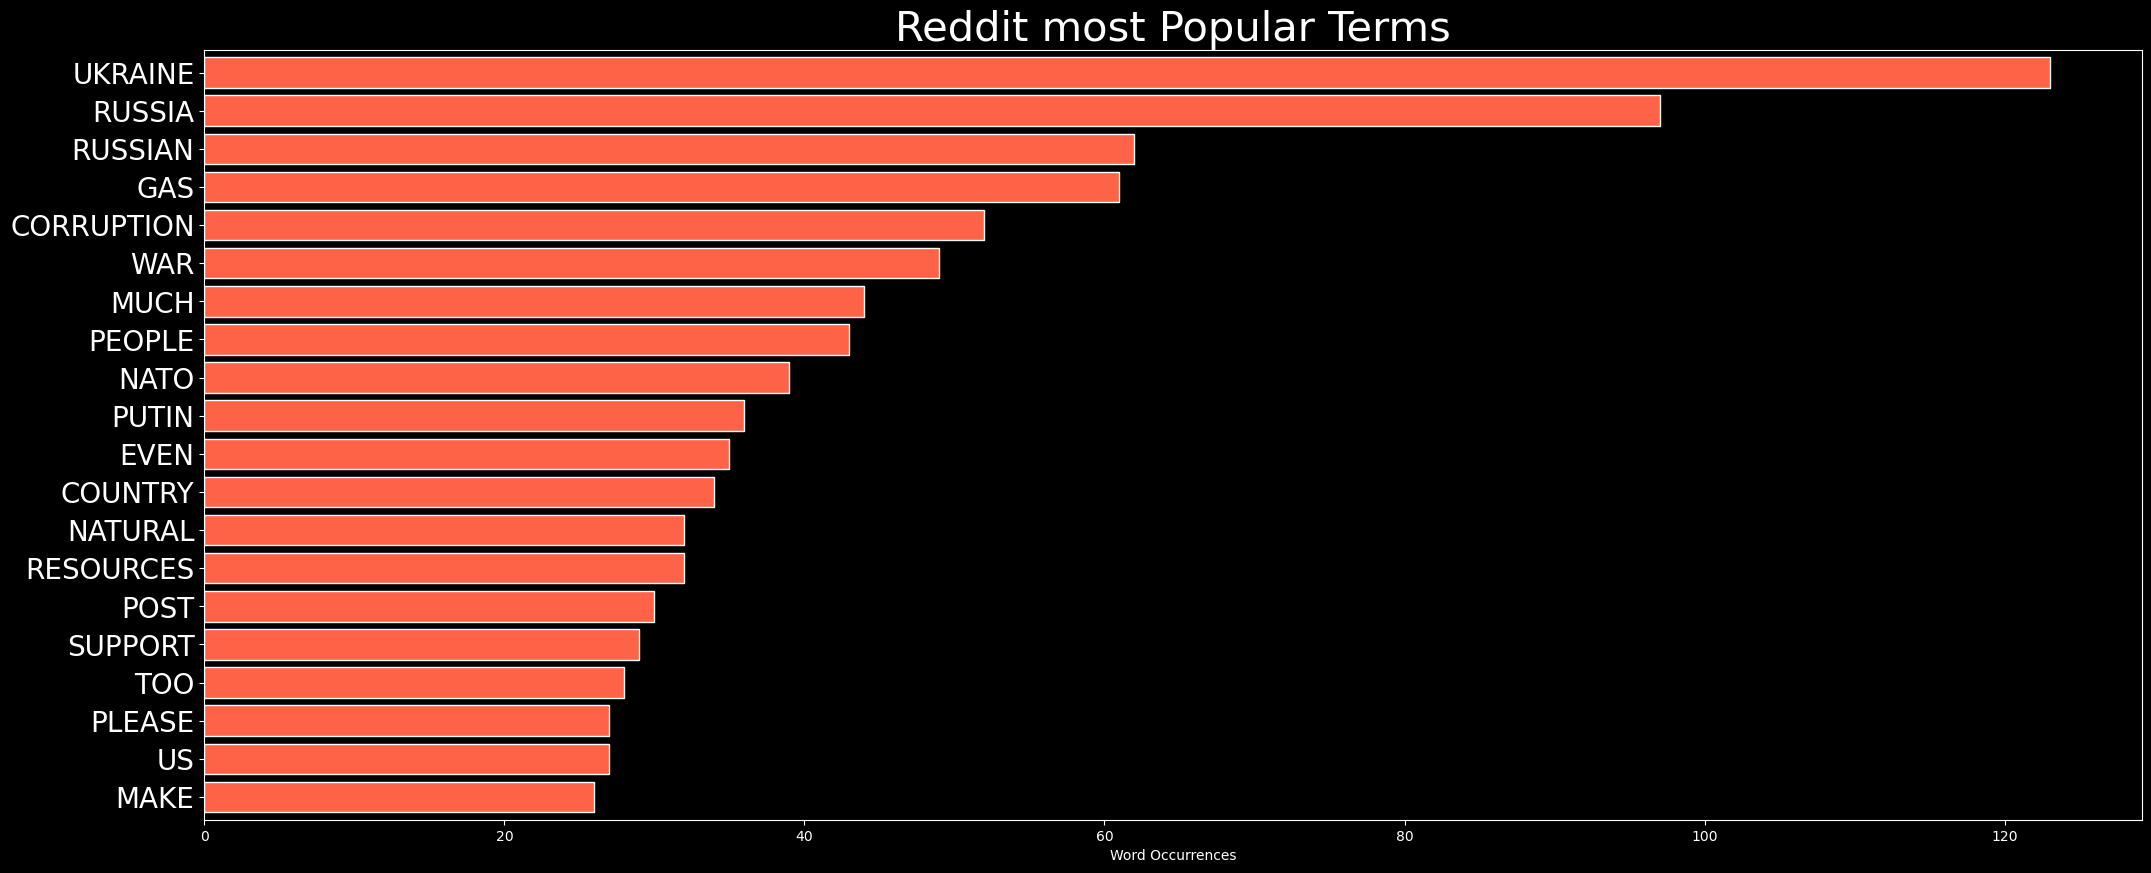 Reddit most Popular Terms
UKRAINE
RUSSIA
RUSSIAN
GAS
CORRUPTION
WAR
MUCH
PEOPLE
NATO
PUTIN
EVEN
COUNTRY
NATURAL
RESOURCES
POST
SUPPORT
TOO
PLEASE
US
MAKE
0 20 40 60 80 100 120
Word Occurrences